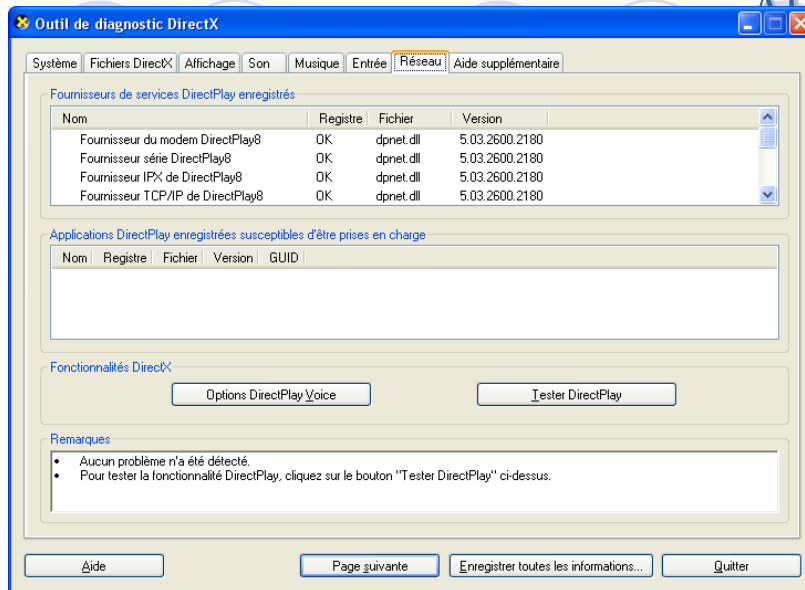 Outil de diagnostic DirectX
Système Fichiers DirectX Affichage Son Musique Entrée Réseau Aide supplémentaire
Fournisseurs de services DirectPlay enregistrés
Nom Registre Fichier Version
Fournisseur du modem DirectPlay8 OK dpnet.dll 5.03.2600.2180
Fournisseur série DirectPlay8 OK dpnet.dll 5.03.2600.2180
Fournisseur IPX de DirectPlay8 OK dpnet.dll 5.03.2600.2180
Fournisseur TCP/IP de DirectPlay8 OK dpnet.dll 5.03.2600.2180
Applications DirectPlay enregistrées susceptibles d'être prises en charge
Nom Registre Fichier Version GUID
Fonctionnalités DirectX
Options DirectPlay Voice Tester DirectPlay
Remarques
• Aucun problème n'a été détecté.
• Pour tester la fonctionnalité DirectPlay, cliquez sur le bouton "Tester DirectPlay" ci-dessus.
Aide Page suivante Enregistrer toutes les informations... Quitter